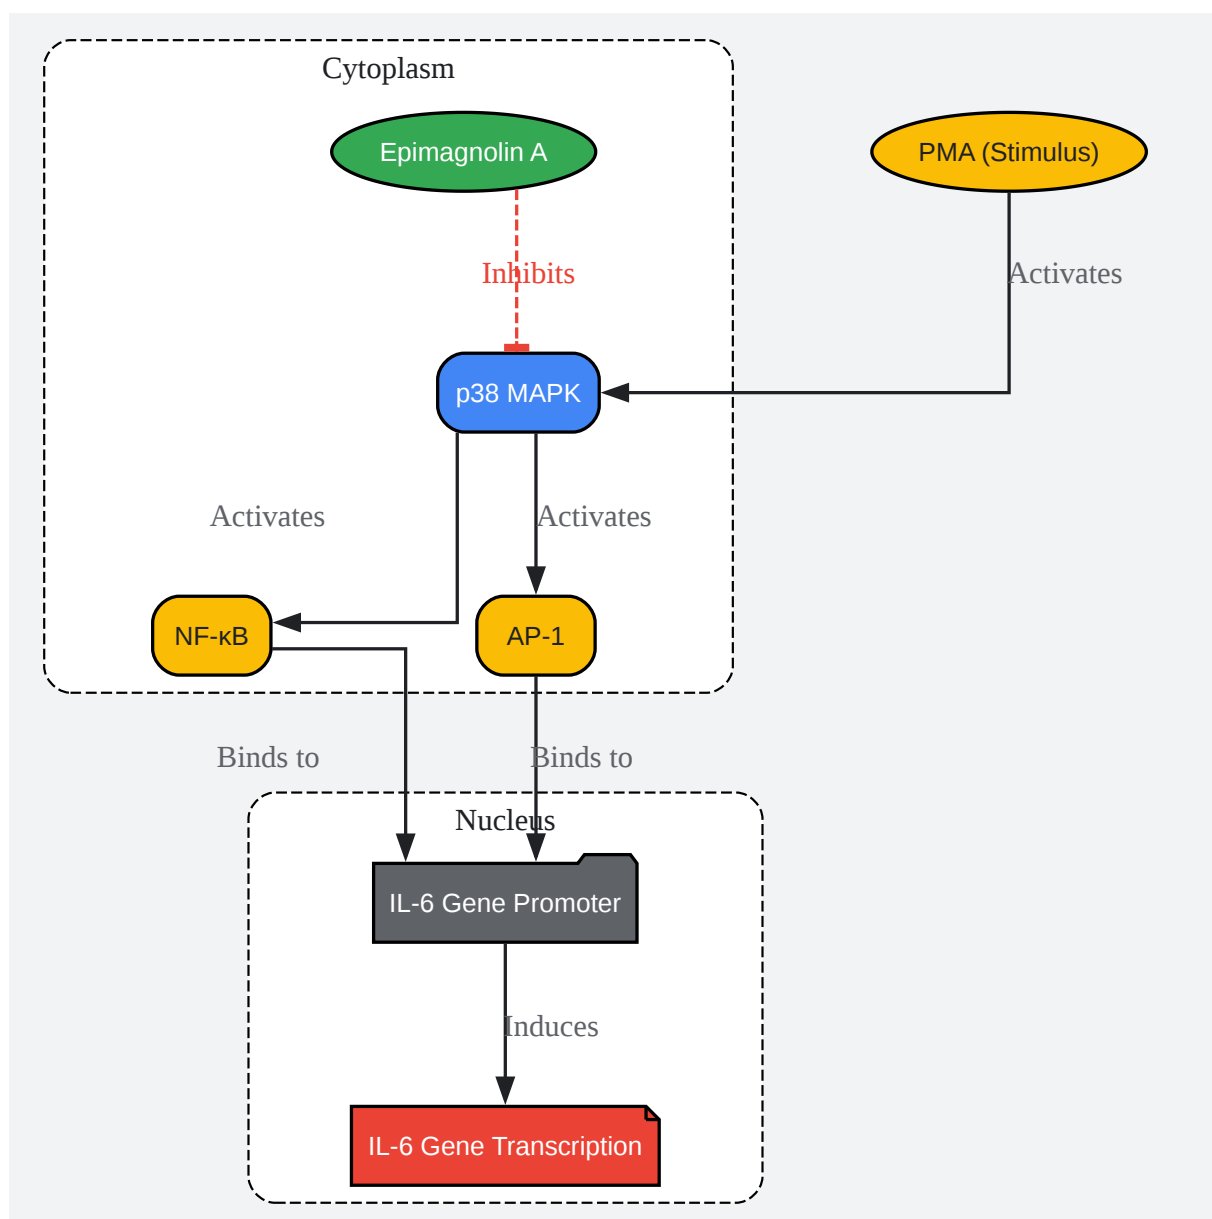 Cytoplasm
Epimagnolin A
PMA (Stimulus)
Inhibits
Activates
p38 MAPK
Activates
Activates
NF-κB
AP-1
Binds to
Binds to
Nucleus
IL-6 Gene Promoter
Induces
IL-6 Gene Transcription